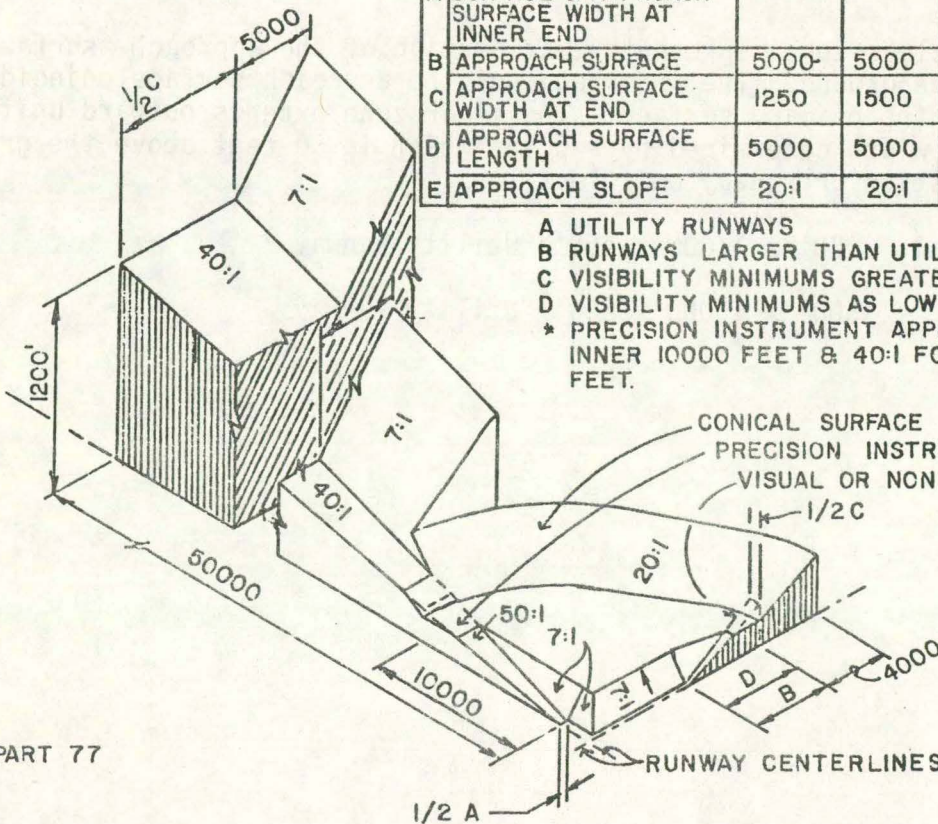 SURFACE WIDTH AT
INNER END
B APPROACH SURFACE 5000 5000
C APPROACH SURFACE WIDTH AT END 1250 1500
D APPROACH SURFACE LENGTH 5000 5000
E APPROACH SLOPE 20:1 20:1
A UTILITY RUNWAYS
B RUNWAYS LARGER THAN UTIL
C VISIBILITY MINIMUMS GREATE
D VISIBILITY MINIMUMS AS LOW
* PRECISION INSTRUMENT APP
INNER 10000 FEET & 40:1 FO
FEET.
5000
1/2 C
7:1
40:1
1200'
7:1
40:1
CONICAL SURFACE
PRECISION INSTR
VISUAL OR NON
1/2 C
20:1
50000
50:1
7:1
7:1
10000
D
B
4000
PART 77
RUNWAY CENTERLINES
1/2 A